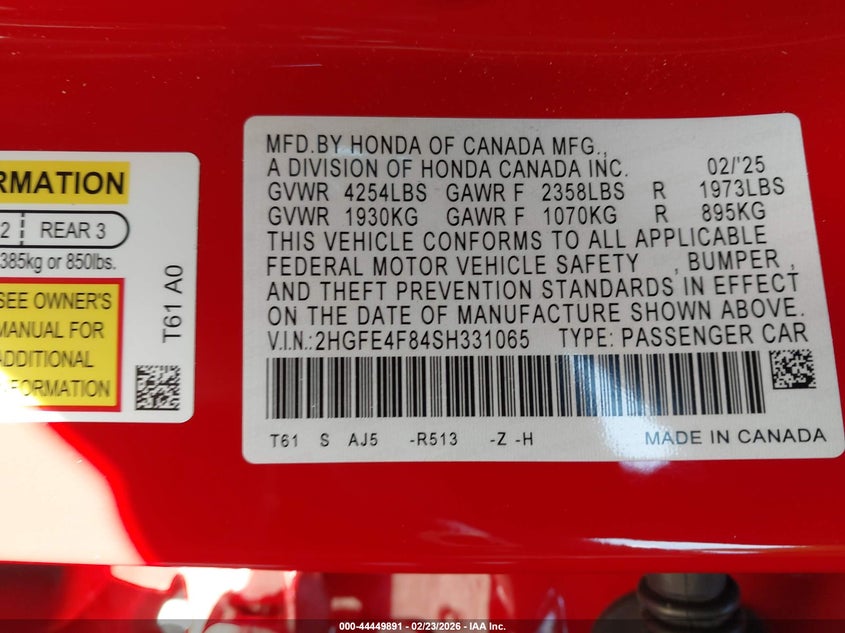 RMATION
2 REAR 3
385kg or 850lbs.
SEE OWNER'S
MANUAL FOR
ADDITIONAL
INFORMATION
T61 A0
MFD.BY HONDA OF CANADA MFG.,
A DIVISION OF HONDA CANADA INC. 02/'25
GVWR 4254LBS GAWR F 2358LBS R 1973LBS
GVWR 1930KG GAWR F 1070KG R 895KG
THIS VEHICLE CONFORMS TO ALL APPLICABLE
FEDERAL MOTOR VEHICLE SAFETY , BUMPER ,
AND THEFT PREVENTION STANDARDS IN EFFECT
ON THE DATE OF MANUFACTURE SHOWN ABOVE.
V.I.N.:2HGFE4F84SH331065 TYPE: PASSENGER CAR
T61 S AJ5 -R513 -Z -H MADE IN CANADA
000-44449891 | 02/23/2026 - IAA Inc.